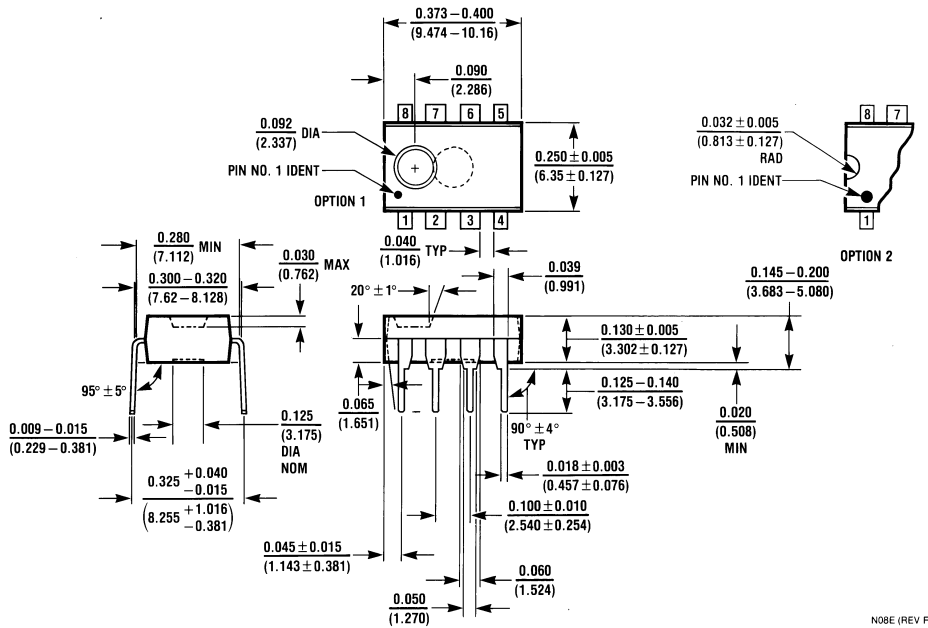 0.373–0.400
(9.474–10.16)
0.090
(2.286)
8 7 6 5
0.092 DIA
(2.337)
PIN NO. 1 IDENT
OPTION 1
1 2 3 4
0.250 ± 0.005
(6.35 ± 0.127)
8 7
0.032 ± 0.005
(0.813 ± 0.127)
RAD
PIN NO. 1 IDENT
1
OPTION 2
0.280 MIN
(7.112)
0.300–0.320
(7.62–8.128)
0.030 MAX
(0.762)
0.040 TYP
(1.016)
0.039
(0.991)
0.145–0.200
(3.683–5.080)
20° ± 1°
0.130 ± 0.005
(3.302 ± 0.127)
95° ± 5°
0.065
(1.651)
90° ± 4°
TYP
0.125–0.140
(3.175–3.556)
0.020
(0.508)
MIN
0.009–0.015
(0.229–0.381)
0.125
(3.175)
DIA
NOM
0.018 ± 0.003
(0.457 ± 0.076)
0.325 +0.040
−0.015
(8.255 +1.016
−0.381)
0.100 ± 0.010
(2.540 ± 0.254)
0.045 ± 0.015
(1.143 ± 0.381)
0.060
(1.524)
0.050
(1.270)
N08E (REV F